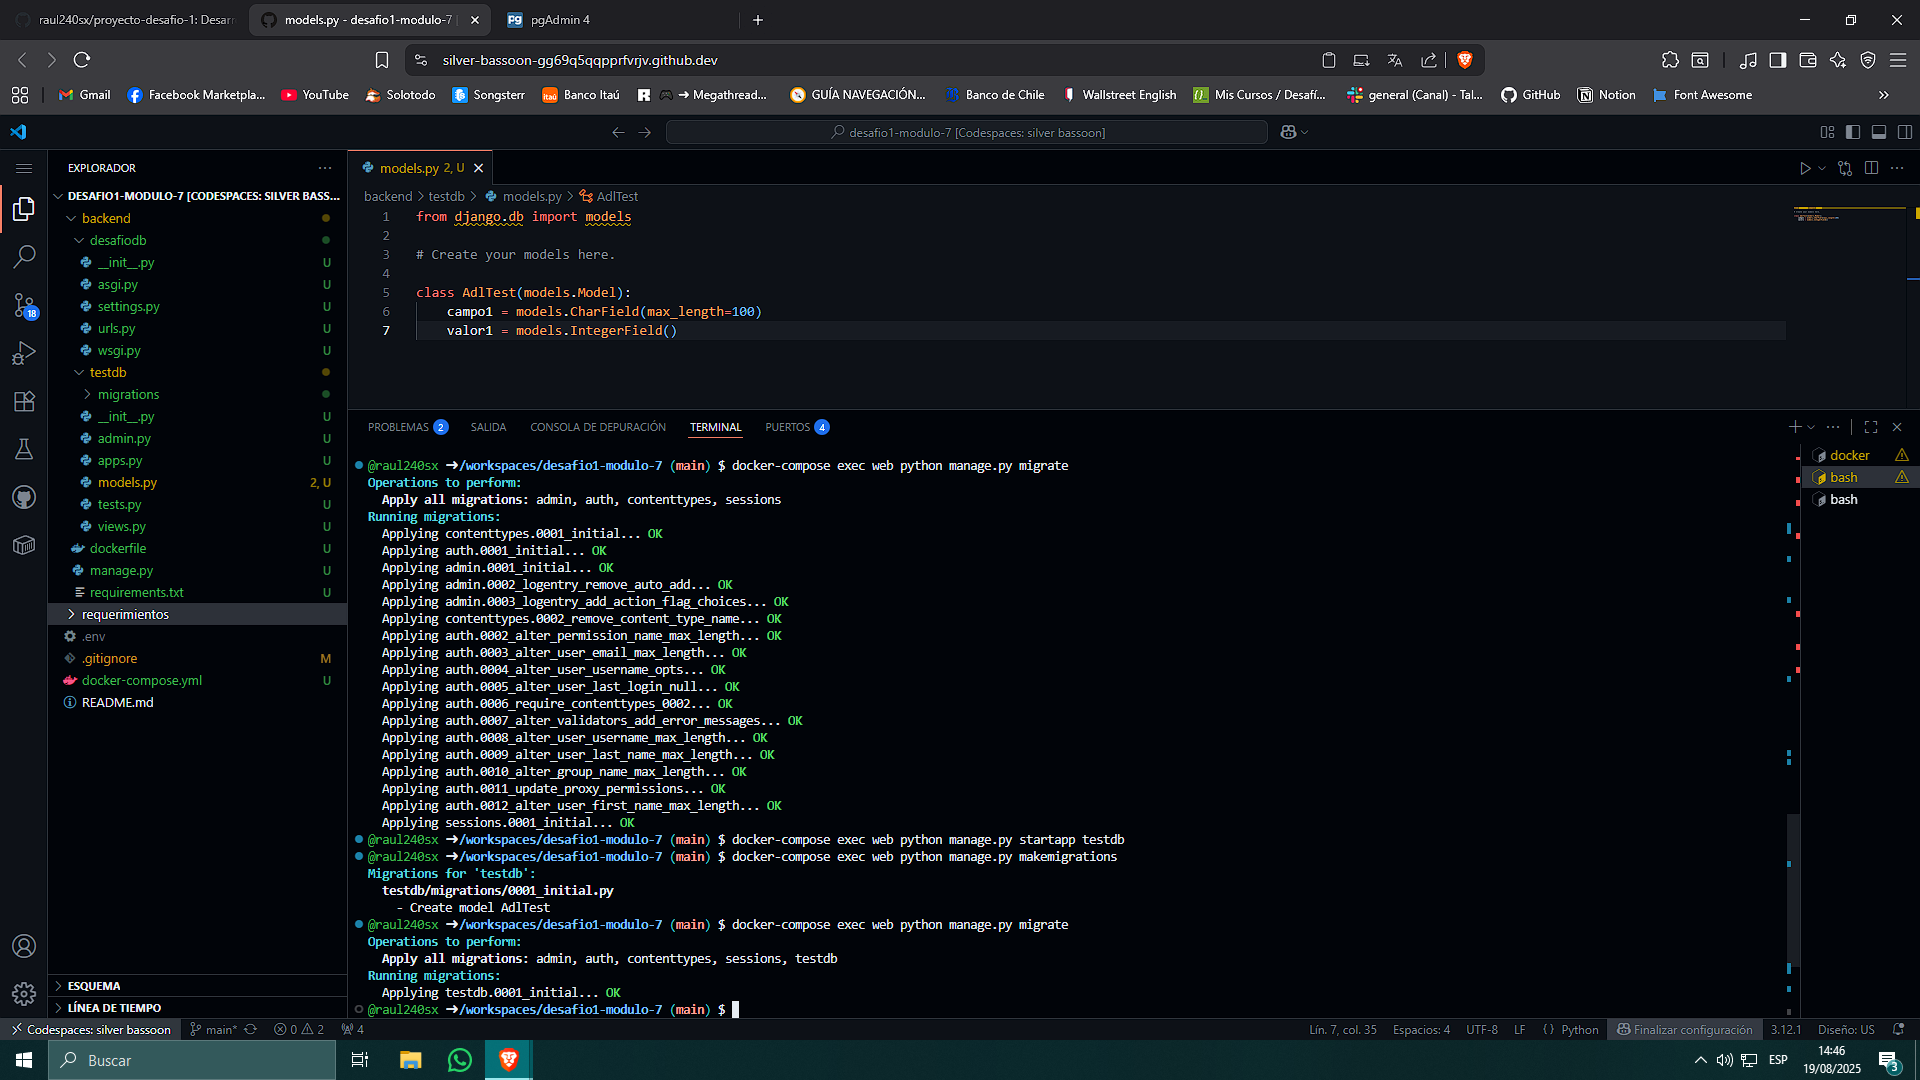 raul240sx/proyecto-desafio-1: Desarr
models.py - desafio1-modulo-7
pgAdmin 4
silver-bassoon-gg69q5qqpprfvrjv.github.dev
Gmail
Facebook Marketpla...
YouTube
Solotodo
Songsterr
Banco Itaú
→ Megathread...
GUÍA NAVEGACIÓN...
Banco de Chile
Wallstreet English
Mis Cursos / Desafí...
general (Canal) - Tal...
GitHub
Notion
Font Awesome
desafio1-modulo-7 [Codespaces: silver bassoon]
EXPLORADOR
DESAFIO1-MODULO-7 [CODESPACES: SILVER BASS...
backend
desafiodb
__init__.py U
asgi.py U
settings.py U
urls.py U
wsgi.py U
testdb
migrations
__init__.py U
admin.py U
apps.py U
models.py 2, U
tests.py U
views.py U
dockerfile U
manage.py U
requirements.txt U
requerimientos
.env
.gitignore M
docker-compose.yml U
README.md
ESQUEMA
LÍNEA DE TIEMPO
18
models.py 2, U
backend > testdb > models.py > AdlTest
1 from django.db import models
2
3 # Create your models here.
4
5 class AdlTest(models.Model):
6 campo1 = models.CharField(max_length=100)
7 valor1 = models.IntegerField()
PROBLEMAS 2 SALIDA CONSOLA DE DEPURACIÓN TERMINAL PUERTOS 4
@raul240sx ➜/workspaces/desafio1-modulo-7 (main) $ docker-compose exec web python manage.py migrate
Operations to perform:
Apply all migrations: admin, auth, contenttypes, sessions
Running migrations:
Applying contenttypes.0001_initial... OK
Applying auth.0001_initial... OK
Applying admin.0001_initial... OK
Applying admin.0002_logentry_remove_auto_add... OK
Applying admin.0003_logentry_add_action_flag_choices... OK
Applying contenttypes.0002_remove_content_type_name... OK
Applying auth.0002_alter_permission_name_max_length... OK
Applying auth.0003_alter_user_email_max_length... OK
Applying auth.0004_alter_user_username_opts... OK
Applying auth.0005_alter_user_last_login_null... OK
Applying auth.0006_require_contenttypes_0002... OK
Applying auth.0007_alter_validators_add_error_messages... OK
Applying auth.0008_alter_user_username_max_length... OK
Applying auth.0009_alter_user_last_name_max_length... OK
Applying auth.0010_alter_group_name_max_length... OK
Applying auth.0011_update_proxy_permissions... OK
Applying auth.0012_alter_user_first_name_max_length... OK
Applying sessions.0001_initial... OK
@raul240sx ➜/workspaces/desafio1-modulo-7 (main) $ docker-compose exec web python manage.py startapp testdb
@raul240sx ➜/workspaces/desafio1-modulo-7 (main) $ docker-compose exec web python manage.py makemigrations
Migrations for 'testdb':
testdb/migrations/0001_initial.py
- Create model AdlTest
@raul240sx ➜/workspaces/desafio1-modulo-7 (main) $ docker-compose exec web python manage.py migrate
Operations to perform:
Apply all migrations: admin, auth, contenttypes, sessions, testdb
Running migrations:
Applying testdb.0001_initial... OK
@raul240sx ➜/workspaces/desafio1-modulo-7 (main) $
docker
bash
bash
Codespaces: silver bassoon main* 0 2 4
Lín. 7, col. 35 Espacios: 4 UTF-8 LF { } Python Finalizar configuración 3.12.1 Diseño: US
Buscar
ESP
14:46
19/08/2025
3